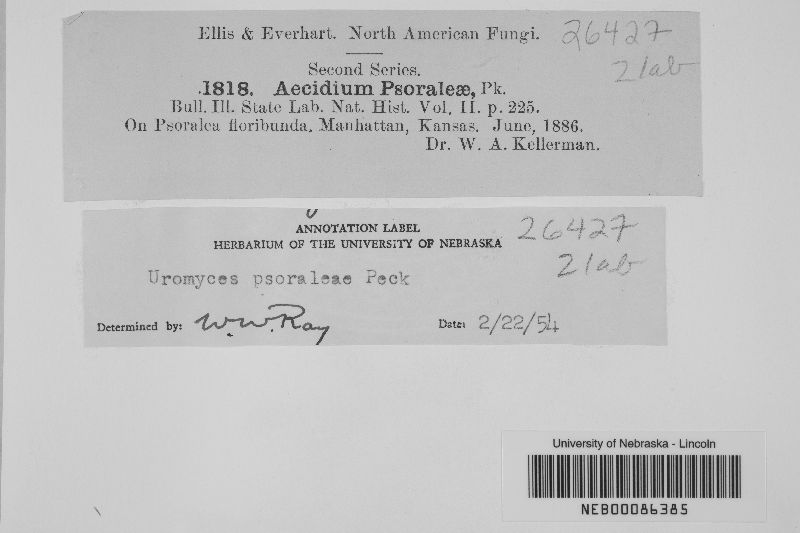 Ellis & Everhart. North American Fungi.
26427
21ab
Second Series.
1818. Aecidium Psoraleæ, Pk.
Bull. Ill. State Lab. Nat. Hist. Vol. II. p. 225.
On Psoralea floribunda, Manhattan, Kansas. June, 1886.
Dr. W. A. Kellerman.
ANNOTATION LABEL
HERBARIUM OF THE UNIVERSITY OF NEBRASKA
26427
21ab
Uromyces psoraleae Peck
Determined by: W.W. Ray
Date: 2/22/54
University of Nebraska - Lincoln
NEB00086385